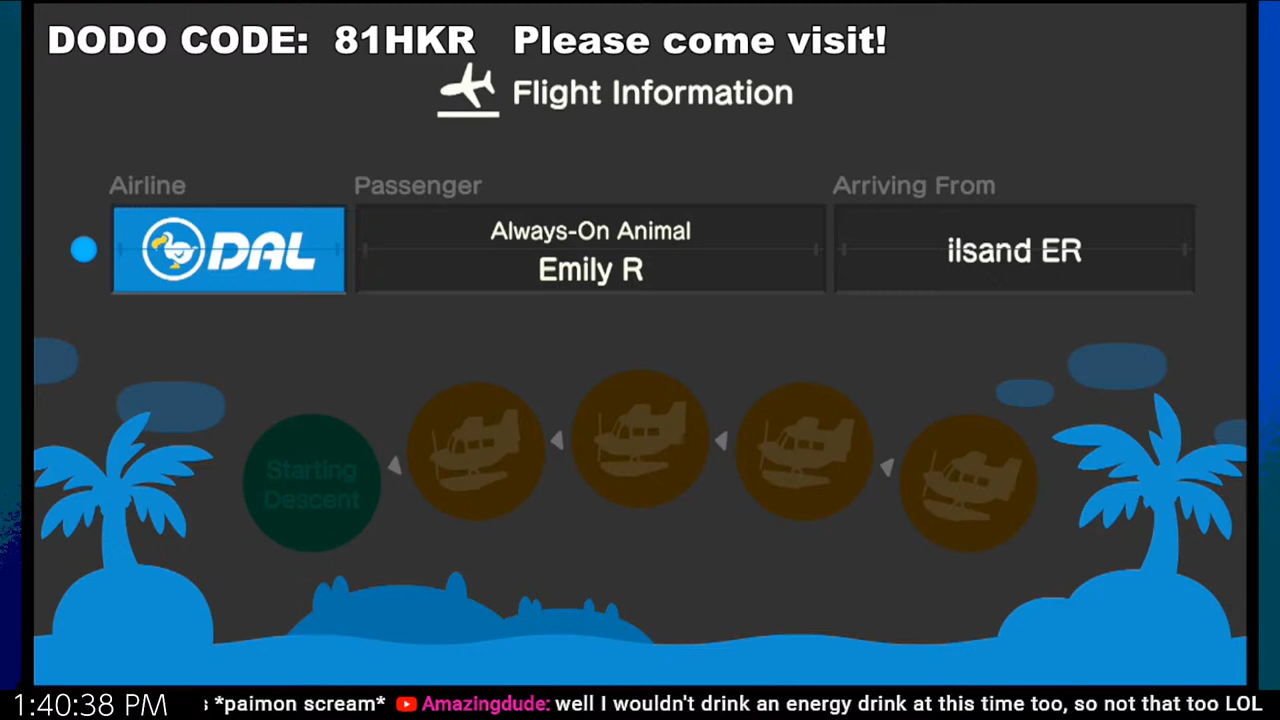 DODO CODE: 81HKR Please come visit!
Flight Information
Airline Passenger Arriving From
DAL
Always-On Animal
Emily R
ilsand ER
Starting
Descent
1:40:38 PM s *paimon scream* Amazingdude: well I wouldn't drink an energy drink at this time too, so not that too LOL